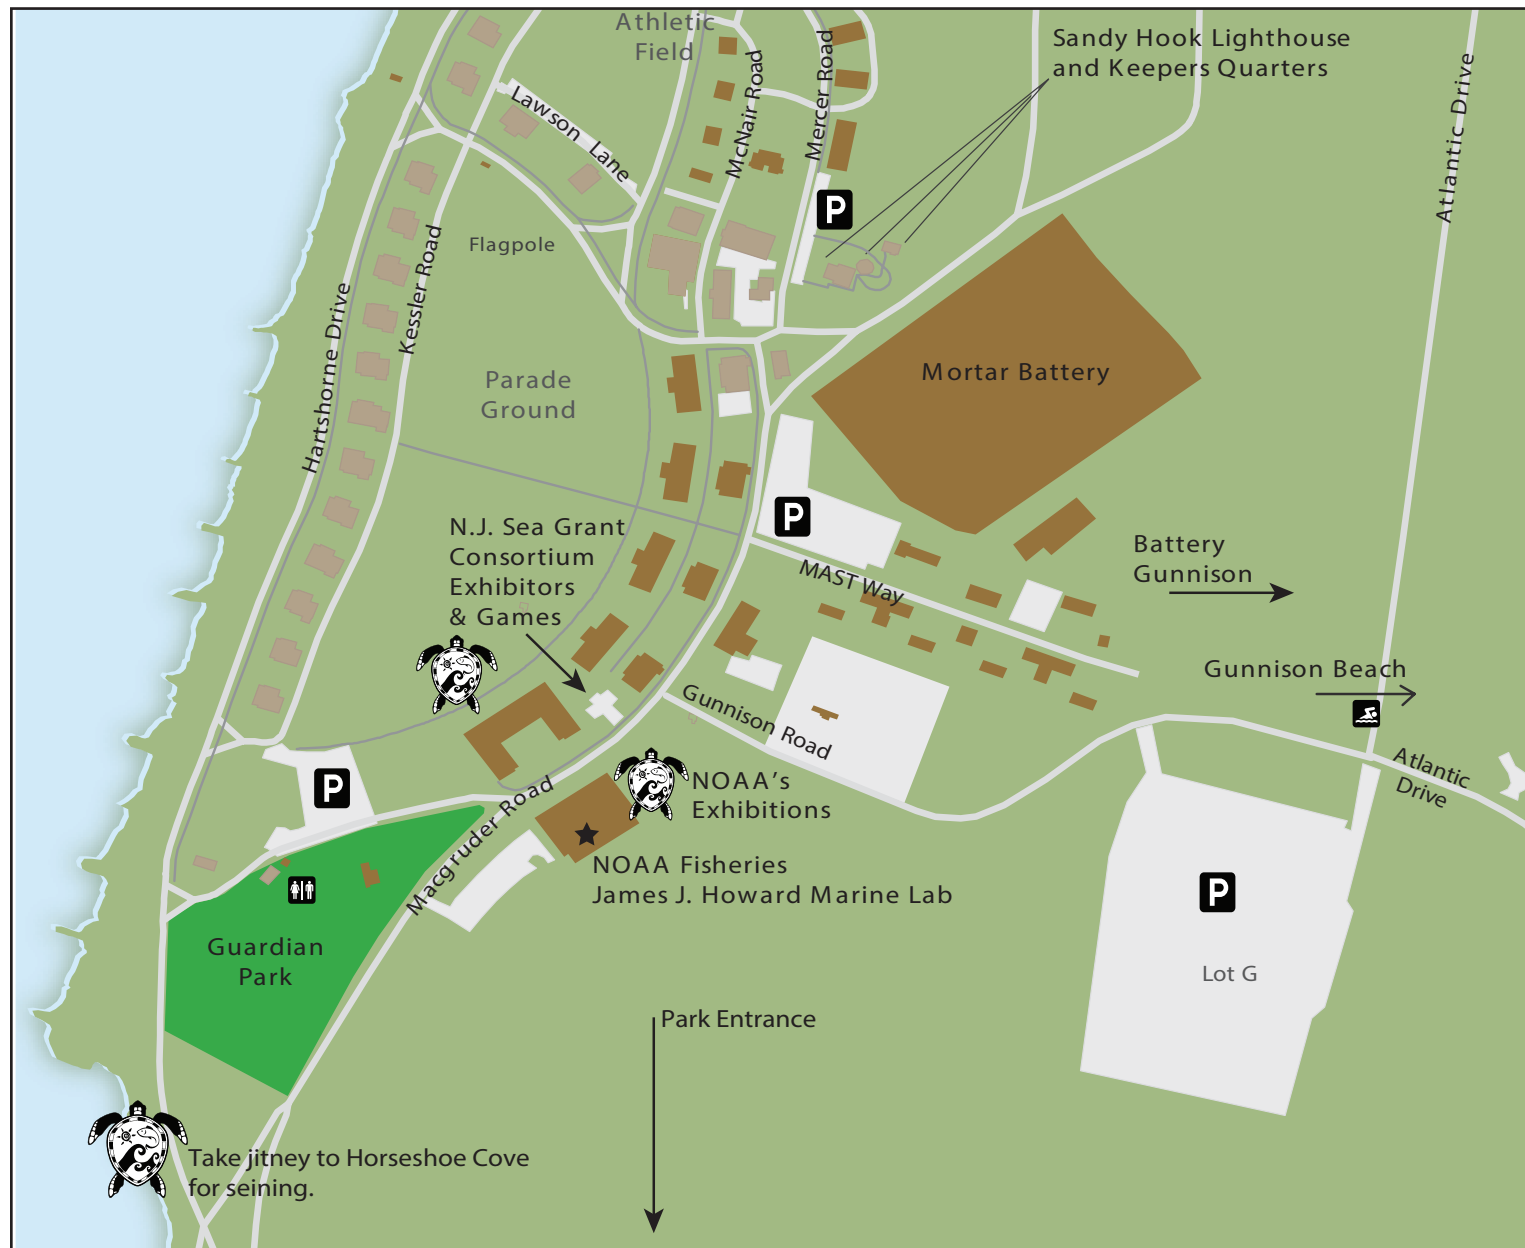 Athletic
Field
Sandy Hook Lighthouse
and Keepers Quarters
Lawson Lane
McNair Road
Mercer Road
Atlantic Drive
P
Flagpole
Hartshorne Drive
Kessler Road
Parade
Ground
Mortar Battery
P
N.J. Sea Grant
Consortium
Exhibitors
& Games
MAST Way
Battery
Gunnison
Gunnison Beach
Gunnison Road
Atlantic
Drive
P
NOAA's
Exhibitions
Macgruder Road
NOAA Fisheries
James J. Howard Marine Lab
P
Lot G
Guardian
Park
Park Entrance
Take jitney to Horseshoe Cove
for seining.